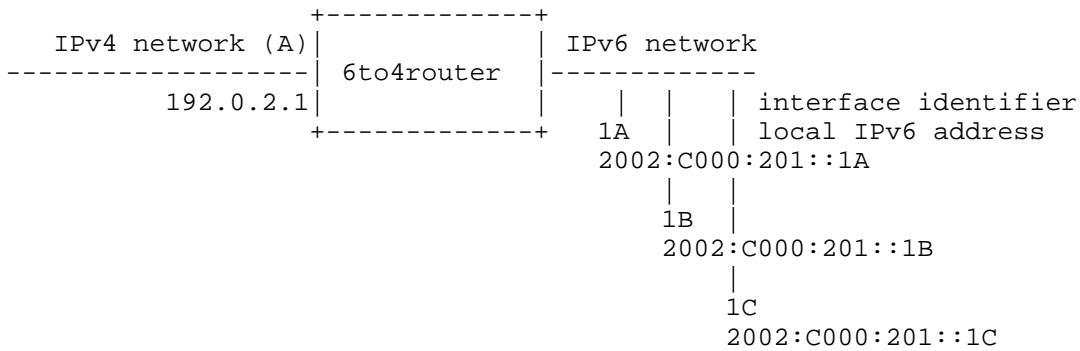 IPv4 network (A)
IPv6 network
6to4router
192.0.2.1
interface identifier
1A
local IPv6 address
2002:C000:201::1A
1B
2002:C000:201::1B
1C
2002:C000:201::1C